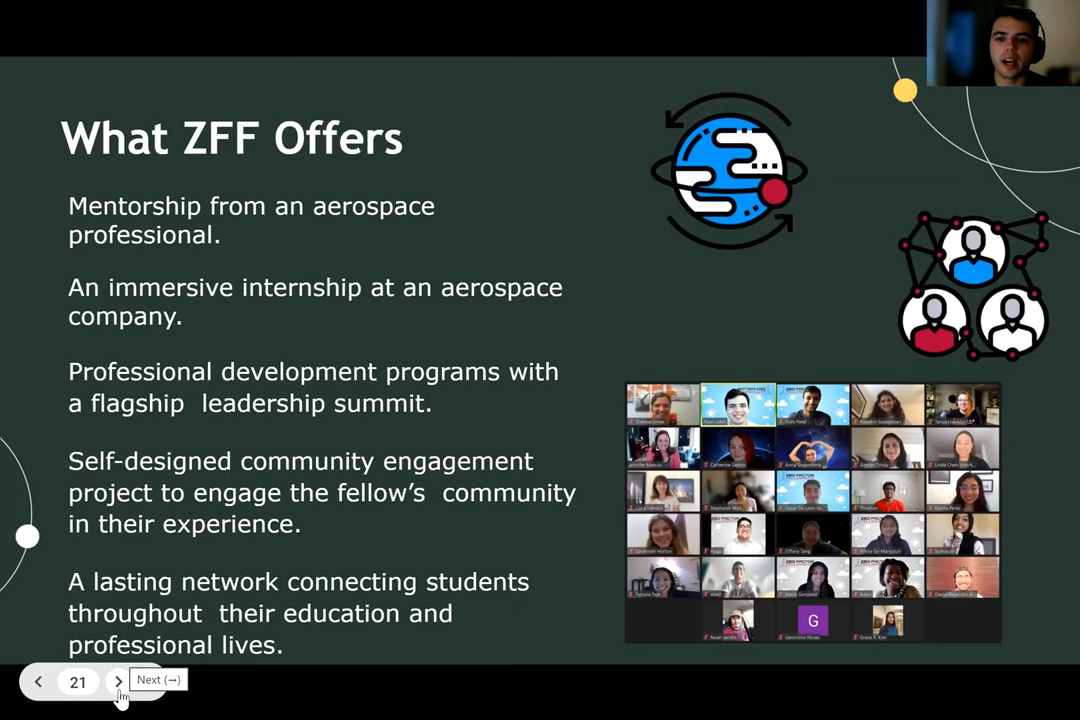 What ZFF Offers
Mentorship from an aerospace
professional.
An immersive internship at an aerospace
company.
Professional development programs with
a flagship leadership summit.
Self-designed community engagement
project to engage the fellow's community
in their experience.
A lasting network connecting students
throughout their education and
professional lives.
G
21
Next (→)